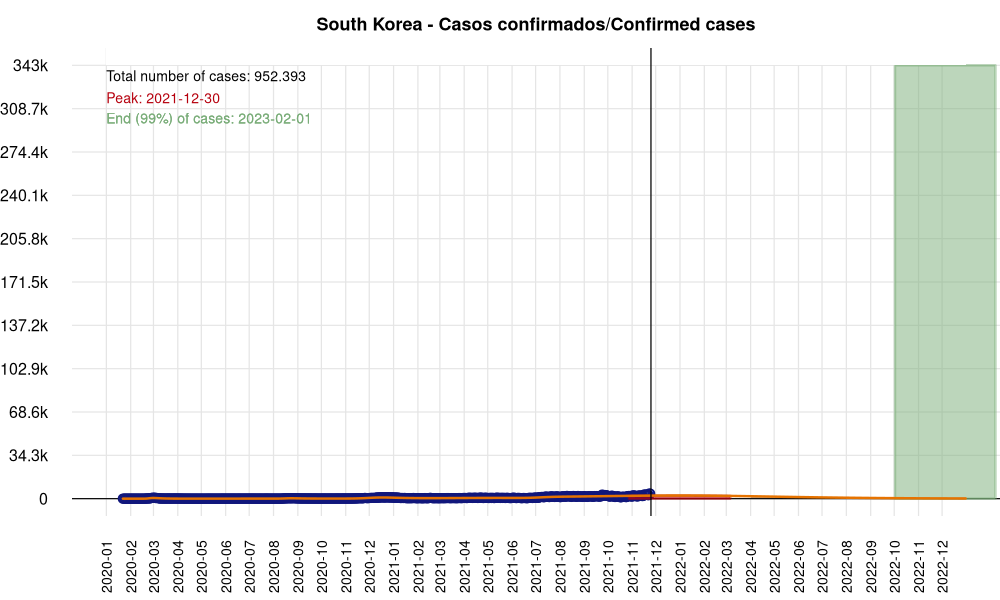 South Korea - Casos confirmados/Confirmed cases
343k
Total number of cases: 952.393
Peak: 2021-12-30
308.7k
End (99%) of cases: 2023-02-01
274.4k
240.1k
205.8k
171.5k
137.2k
102.9k
68.6k
34.3k
0
2020-01
2020-02
2020-03
2020-04
2020-05
2020-06
2020-07
2020-08
2020-09
2020-10
2020-11
2020-12
2021-01
2021-02
2021-03
2021-04
2021-05
2021-06
2021-07
2021-08
2021-09
2021-10
2021-11
2021-12
2022-01
2022-02
2022-03
2022-04
2022-05
2022-06
2022-07
2022-08
2022-09
2022-10
2022-11
2022-12